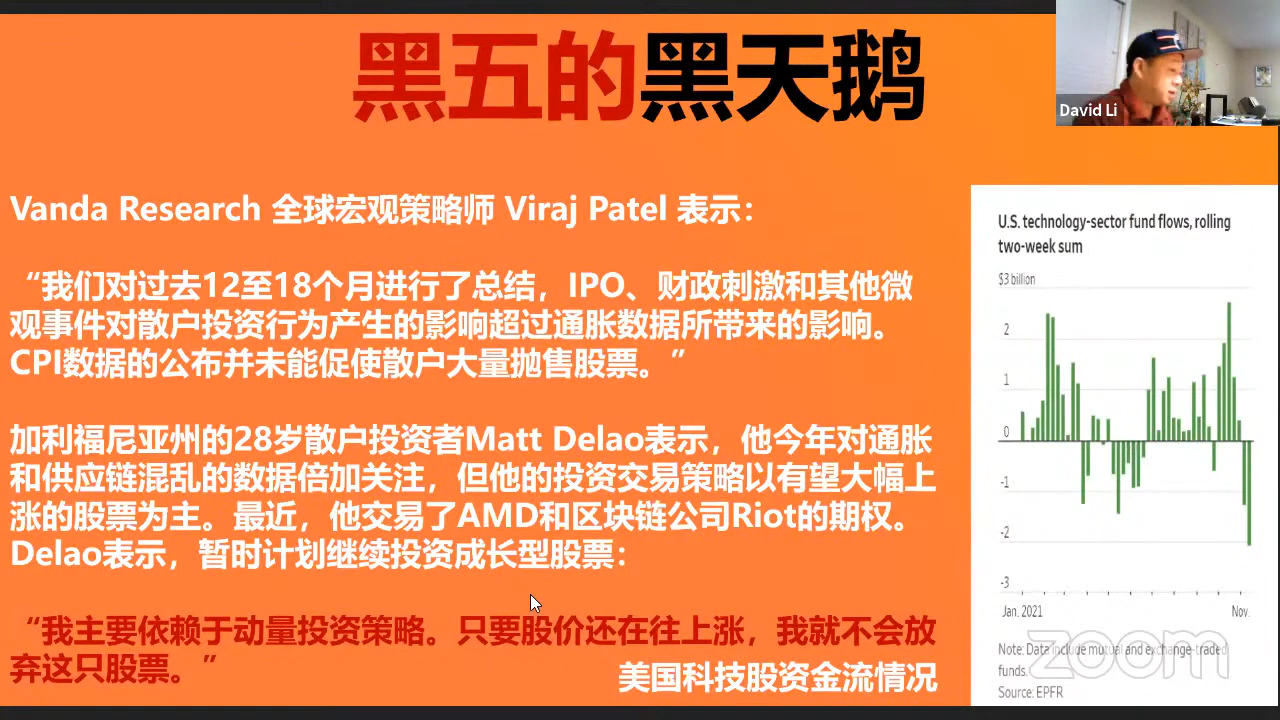 黑五的黑天鹅
David Li
Vanda Research 全球宏观策略师 Viraj Patel 表示：
“我们对过去12至18个月进行了总结，IPO、财政刺激和其他微
观事件对散户投资行为产生的影响超过通胀数据所带来的影响。
CPI数据的公布并未能促使散户大量抛售股票。”
加利福尼亚州的28岁散户投资者Matt Delao表示，他今年对通胀
和供应链混乱的数据倍加关注，但他的投资交易策略以有望大幅上
涨的股票为主。最近，他交易了AMD和区块链公司Riot的期权。
Delao表示，暂时计划继续投资成长型股票：
“我主要依赖于动量投资策略。只要股价还在往上涨，我就不会放
弃这只股票。”
美国科技股资金流情况
U.S. technology-sector fund flows, rolling
two-week sum
$3 billion
2
1
0
-1
-2
-3
Jan. 2021
Nov.
Note: Data include mutual and exchange-traded
funds.
Source: EPFR
zoom